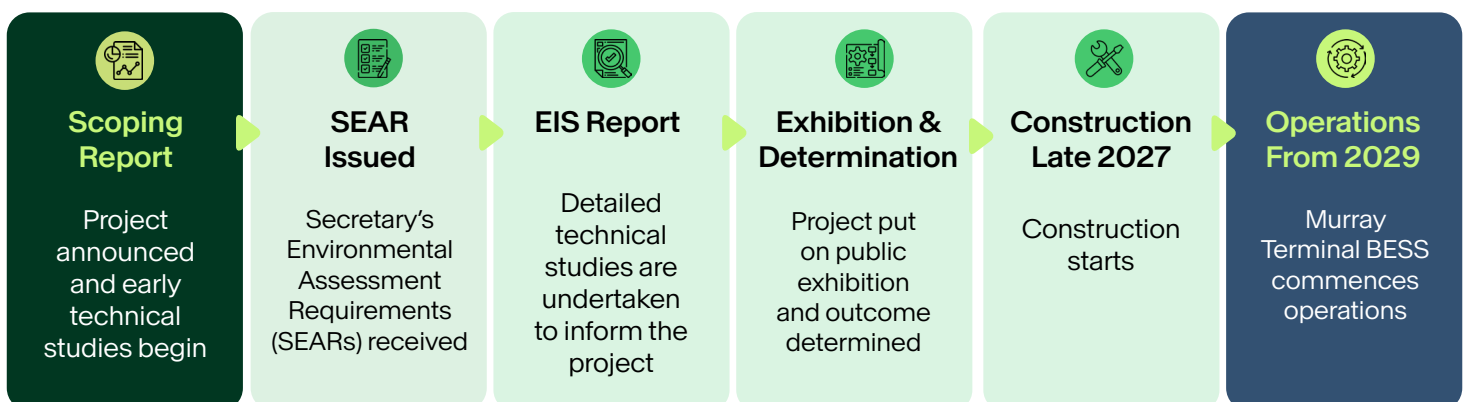 Scoping
Report
Project
announced
and early
technical
studies begin
SEAR
Issued
Secretary’s
Environmental
Assessment
Requirements
(SEARs) received
EIS Report
Detailed
technical
studies are
undertaken
to inform the
project
Exhibition &
Determination
Project put
on public
exhibition
and outcome
determined
Construction
Late 2027
Construction
starts
Operations
From 2029
Murray
Terminal BESS
commences
operations